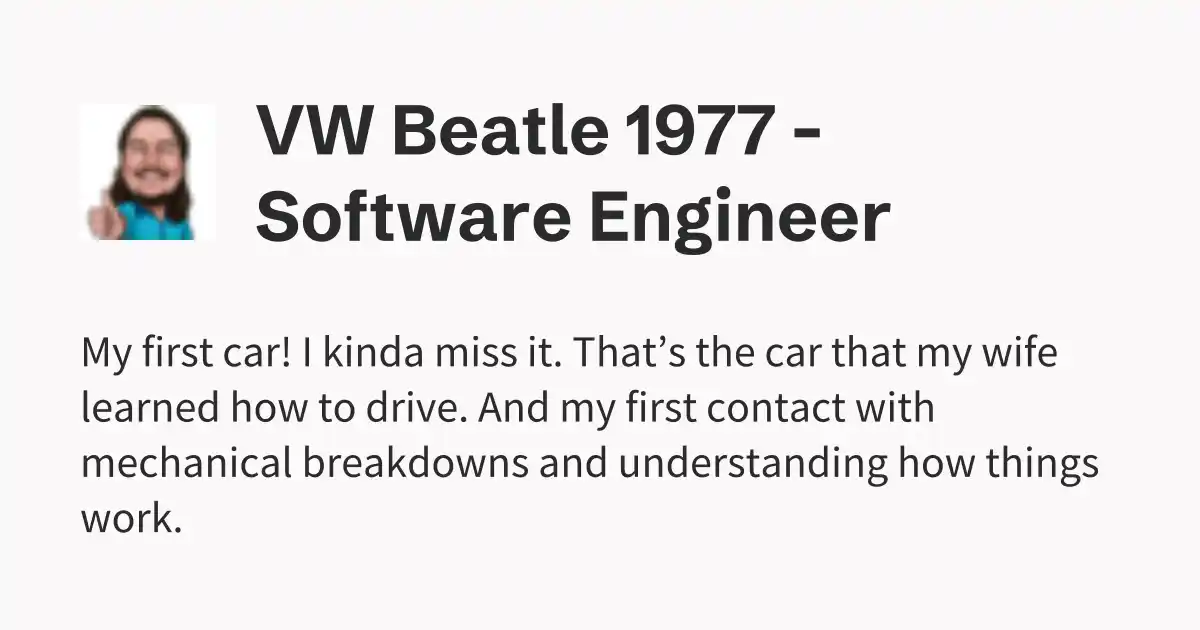 VW Beatle 1977 -
Software Engineer
My first car! I kinda miss it. That’s the car that my wife
learned how to drive. And my first contact with
mechanical breakdowns and understanding how things
work.